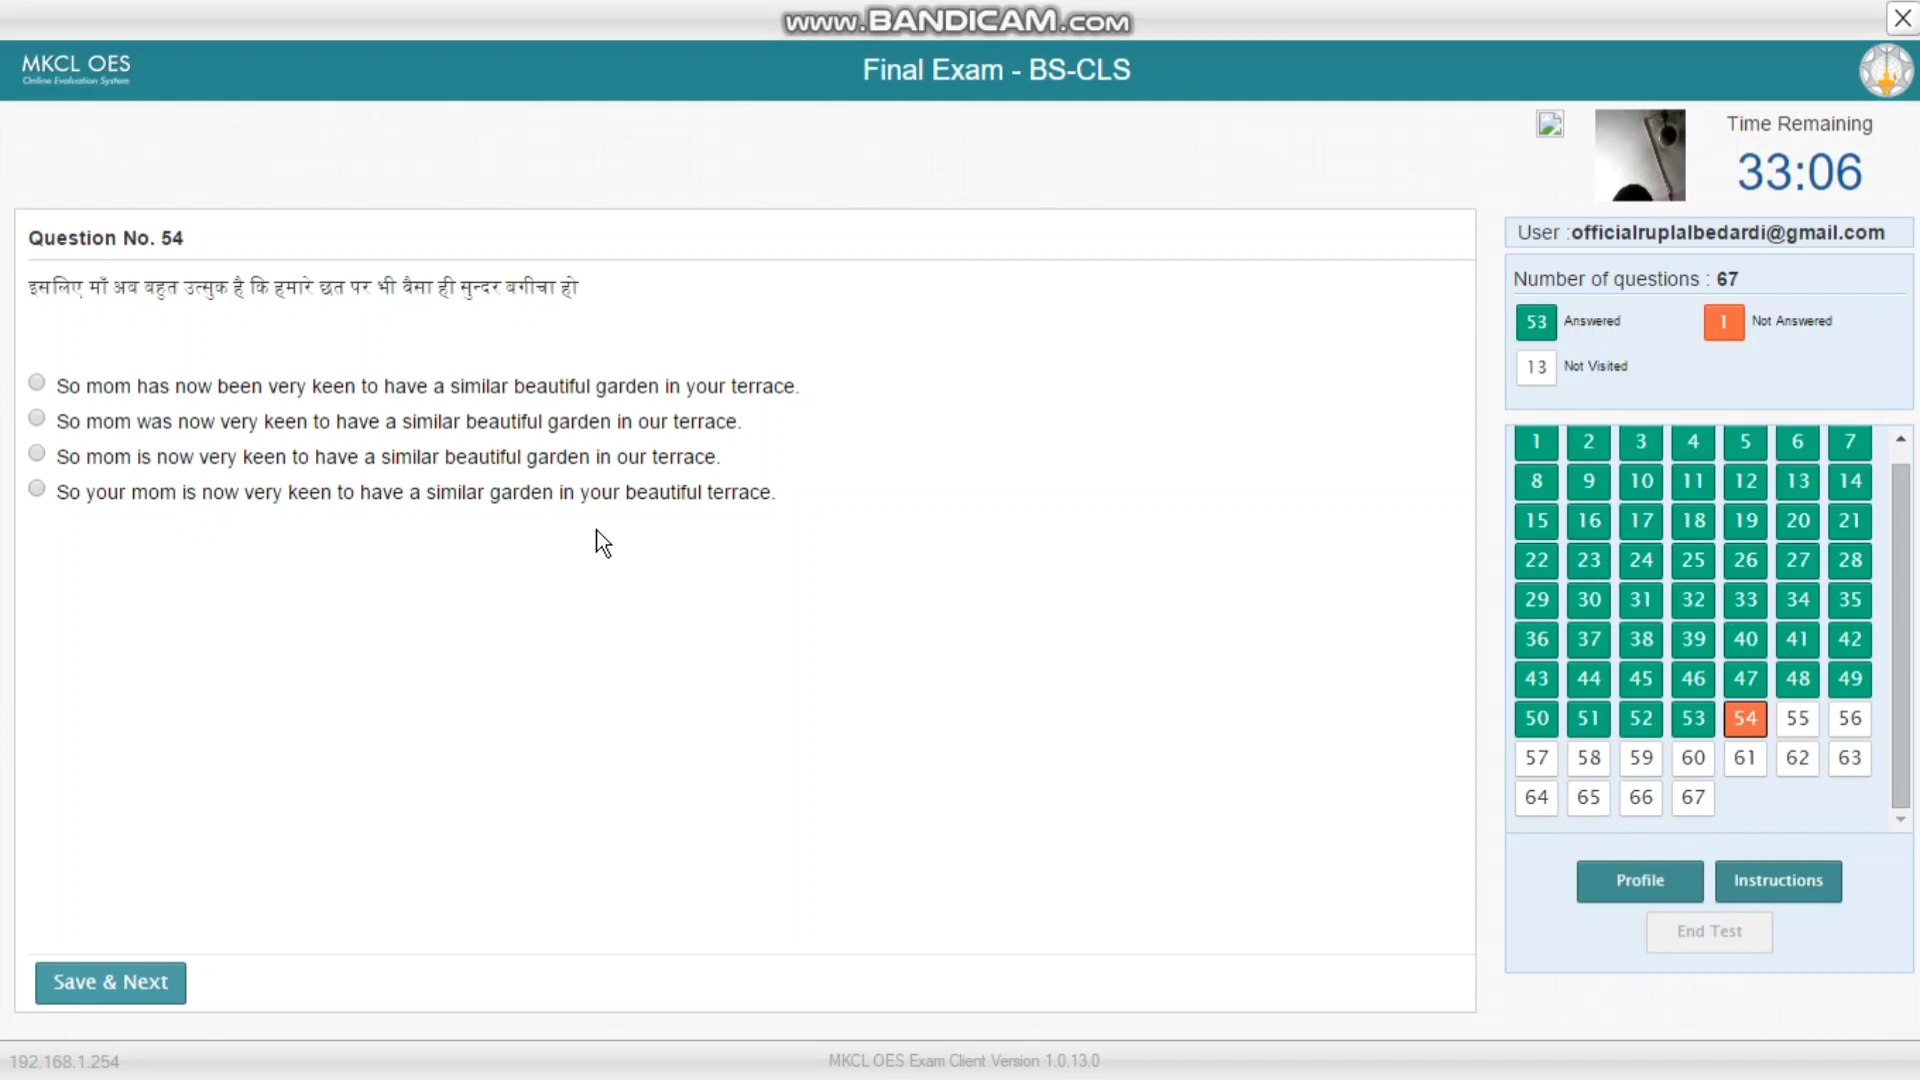 www.BANDICAM.com
MKCL OES
Online Evaluation System
Final Exam - BS-CLS
Time Remaining
33:06
User :officialruplalbedardi@gmail.com
Number of questions : 67
53 Answered
1 Not Answered
13 Not Visited
Question No. 54
इसलिए माँ अब बहुत उत्सुक है कि हमारे छत पर भी वैसा ही सुन्दर बगीचा हो
So mom has now been very keen to have a similar beautiful garden in your terrace.
So mom was now very keen to have a similar beautiful garden in our terrace.
So mom is now very keen to have a similar beautiful garden in our terrace.
So your mom is now very keen to have a similar garden in your beautiful terrace.
1 2 3 4 5 6 7
8 9 10 11 12 13 14
15 16 17 18 19 20 21
22 23 24 25 26 27 28
29 30 31 32 33 34 35
36 37 38 39 40 41 42
43 44 45 46 47 48 49
50 51 52 53 54 55 56
57 58 59 60 61 62 63
64 65 66 67
Profile
Instructions
End Test
Save & Next
192.168.1.254
MKCL OES Exam Client Version 1.0.13.0